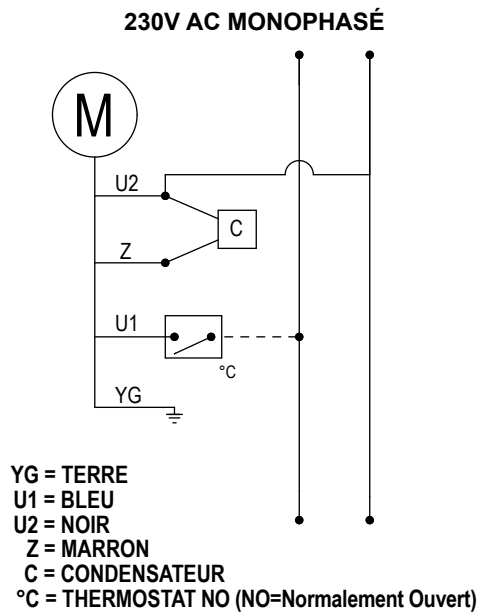 230V AC MONOPHASÉ
M
U2
C
Z
U1
°C
YG
YG = TERRE
U1 = BLEU
U2 = NOIR
Z = MARRON
C = CONDENSATEUR
°C = THERMOSTAT NO (NO=Normalement Ouvert)